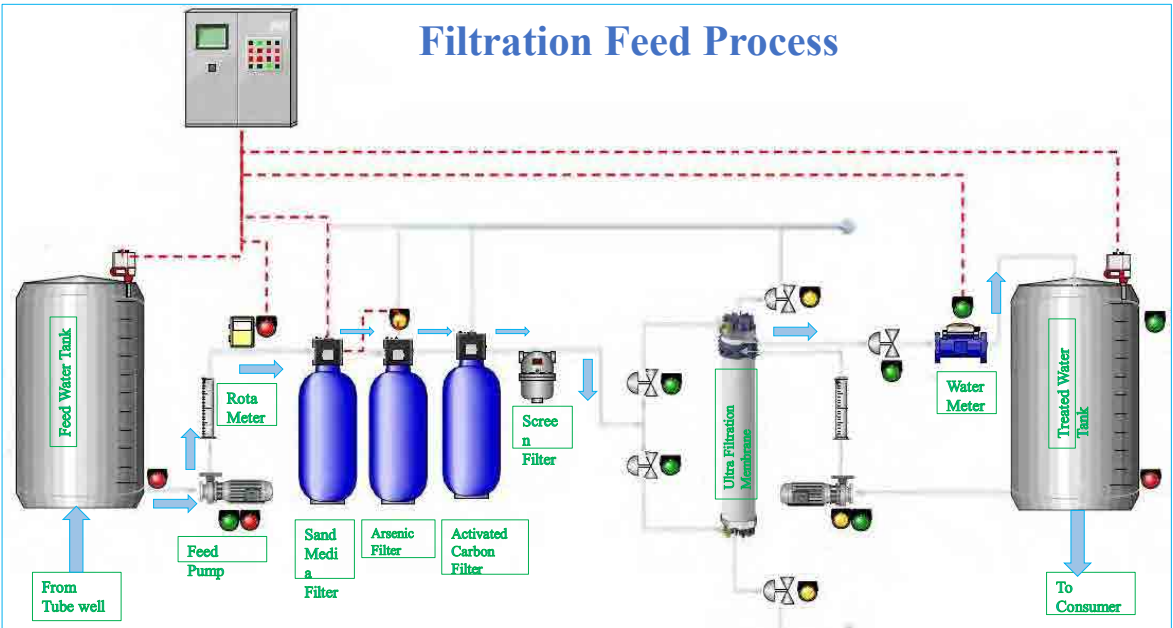 Filtration Feed Process
Feed Water Tank
Rota
Meter
Scree
n
Filter
Ultra Filtration
Membrane
Water
Meter
Treated Water
Tank
Feed
Pump
Sand
Medi
a
Filter
Arsenic
Filter
Activated
Carbon
Filter
From
Tube well
To
Consumer